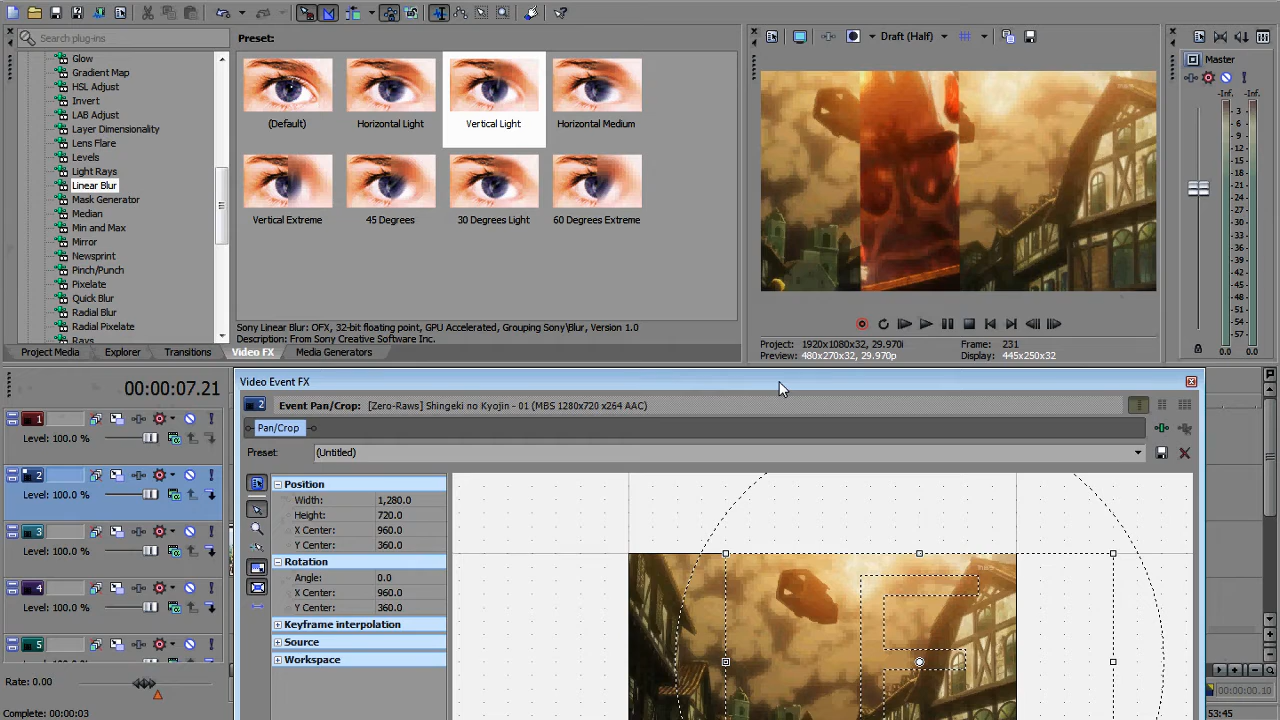 Search plug-ins
Preset:
Draft (Half)
Glow
Gradient Map
HSL Adjust
Invert
LAB Adjust
Layer Dimensionality
Lens Flare
Levels
Light Rays
Linear Blur
Mask Generator
Median
Min and Max
Mirror
Newsprint
Pinch/Punch
Pixelate
Quick Blur
Radial Blur
Radial Pixelate
Rays
(Default)
Horizontal Light
Vertical Light
Horizontal Medium
Vertical Extreme
45 Degrees
30 Degrees Light
60 Degrees Extreme
Sony Linear Blur: OFX, 32-bit floating point, GPU Accelerated, Grouping Sony\Blur, Version 1.0
Description: From Sony Creative Software Inc.
Project Media
Explorer
Transitions
Video FX
Media Generators
Project: 1920x1080x32, 29.970i
Preview: 480x270x32, 29.970p
Frame: 231
Display: 445x250x32
Master
-Inf. -Inf.
- 3 -
- 6 -
- 9 -
- 12 -
- 15 -
- 18 -
- 21 -
- 24 -
- 27 -
- 30 -
- 33 -
- 36 -
- 39 -
- 42 -
- 45 -
- 48 -
- 51 -
- 54 -
- 57 -
0.0 0.0
00:00:07.21
1
Level: 100.0 %
2
Level: 100.0 %
3
Level: 100.0 %
4
Level: 100.0 %
5
Rate: 0.00
Complete: 00:00:03
Video Event FX
2
Event Pan/Crop: [Zero-Raws] Shingeki no Kyojin - 01 (MBS 1280x720 x264 AAC)
Pan/Crop
Preset: (Untitled)
Position
Width: 1,280.0
Height: 720.0
X Center: 960.0
Y Center: 360.0
Rotation
Angle: 0.0
X Center: 960.0
Y Center: 360.0
Keyframe interpolation
Source
Workspace
00:00:00.10
53:45